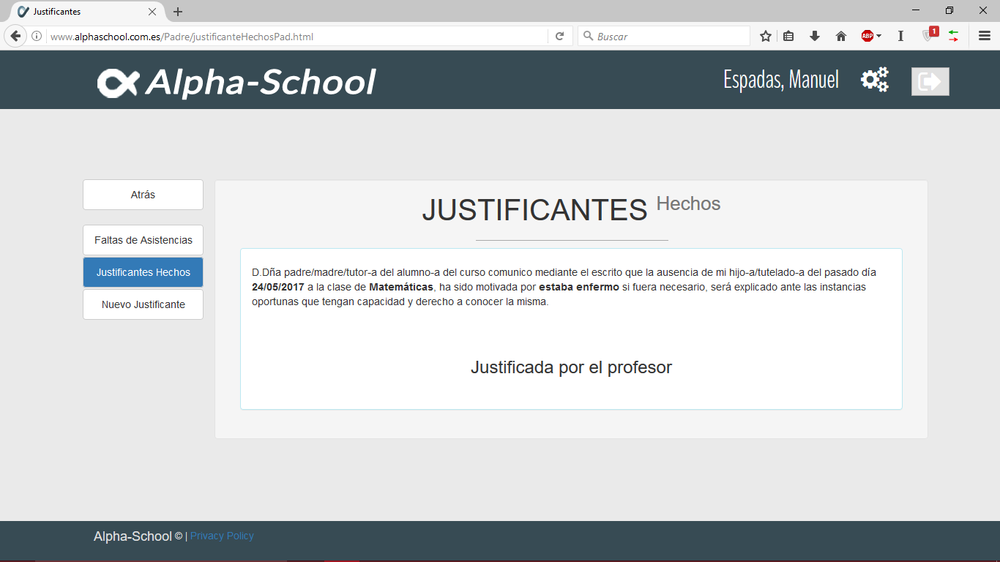 Justificantes
www.alphaschool.com.es/Padre/justificanteHechosPad.html
Buscar
ABP
1
Alpha-School
Espadas, Manuel
Atrás
Faltas de Asistencias
Justificantes Hechos
Nuevo Justificante
JUSTIFICANTES Hechos
D.Dña padre/madre/tutor-a del alumno-a del curso comunico mediante el escrito que la ausencia de mi hijo-a/tutelado-a del pasado día
24/05/2017 a la clase de Matemáticas, ha sido motivada por estaba enfermo si fuera necesario, será explicado ante las instancias
oportunas que tengan capacidad y derecho a conocer la misma.
Justificada por el profesor
Alpha-School © | Privacy Policy